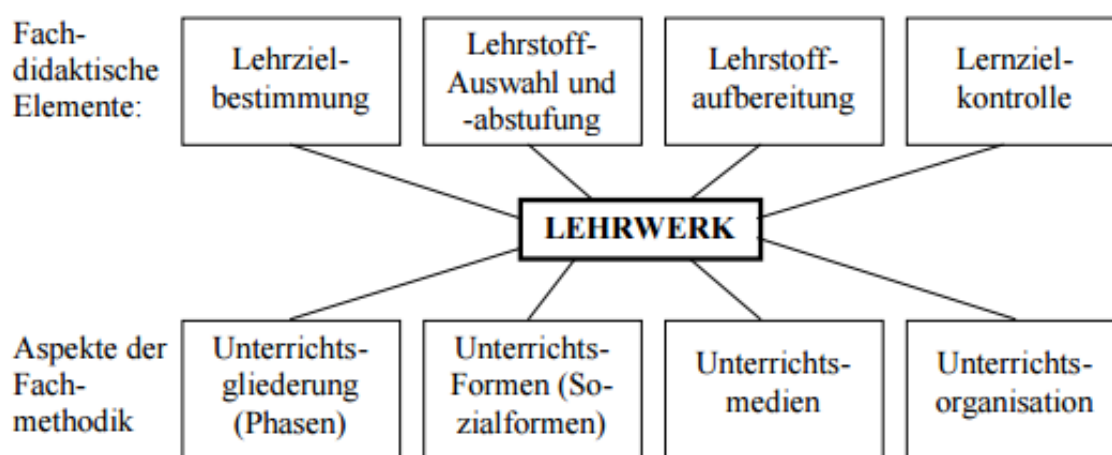 Fach-
didaktische
Elemente:
Lehrziel-
bestimmung
Lehrstoff-
Auswahl und
-abstufung
Lehrstoff-
aufbereitung
Lernziel-
kontrolle
LEHRWERK
Aspekte der
Fach-
methodik
Unterrichts-
gliederung
(Phasen)
Unterrichts-
Formen (So-
zialformen)
Unterrichts-
medien
Unterrichts-
organisation